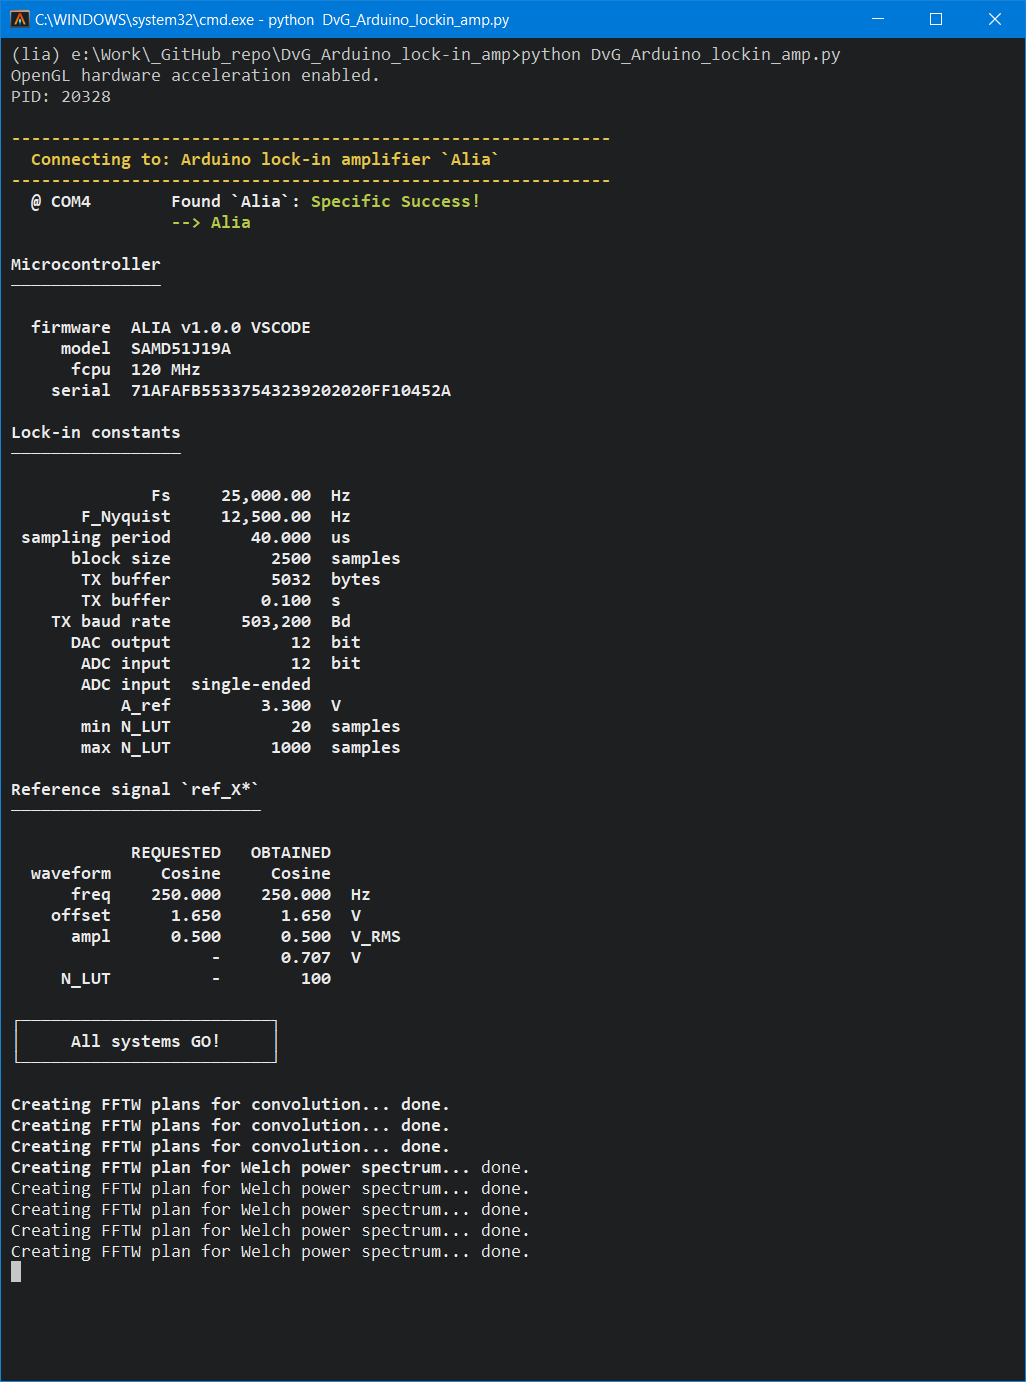 C:\WINDOWS\system32\cmd.exe - python  DvG_Arduino_lockin_amp.py
(lia) e:\Work\_GitHub_repo\DvG_Arduino_lock-in_amp>python DvG_Arduino_lockin_amp.py
OpenGL hardware acceleration enabled.
PID: 20328
------------------------------------------------------------
  Connecting to: Arduino lock-in amplifier `Alia`
------------------------------------------------------------
  @ COM4        Found `Alia`: Specific Success!
                --> Alia
Microcontroller
  firmware  ALIA v1.0.0 VSCODE
     model  SAMD51J19A
      fcpu  120 MHz
    serial  71AFAFB55337543239202020FF10452A
Lock-in constants
              Fs     25,000.00  Hz
       F_Nyquist     12,500.00  Hz
 sampling period        40.000  us
      block size          2500  samples
       TX buffer          5032  bytes
       TX buffer         0.100  s
    TX baud rate       503,200  Bd
      DAC output            12  bit
       ADC input            12  bit
       ADC input  single-ended
           A_ref         3.300  V
       min N_LUT            20  samples
       max N_LUT          1000  samples
Reference signal `ref_X*`
            REQUESTED   OBTAINED
  waveform     Cosine     Cosine
      freq    250.000    250.000  Hz
    offset      1.650      1.650  V
      ampl      0.500      0.500  V_RMS
                    -      0.707  V
     N_LUT          -        100
All systems GO!
Creating FFTW plans for convolution... done.
Creating FFTW plans for convolution... done.
Creating FFTW plans for convolution... done.
Creating FFTW plan for Welch power spectrum... done.
Creating FFTW plan for Welch power spectrum... done.
Creating FFTW plan for Welch power spectrum... done.
Creating FFTW plan for Welch power spectrum... done.
Creating FFTW plan for Welch power spectrum... done.